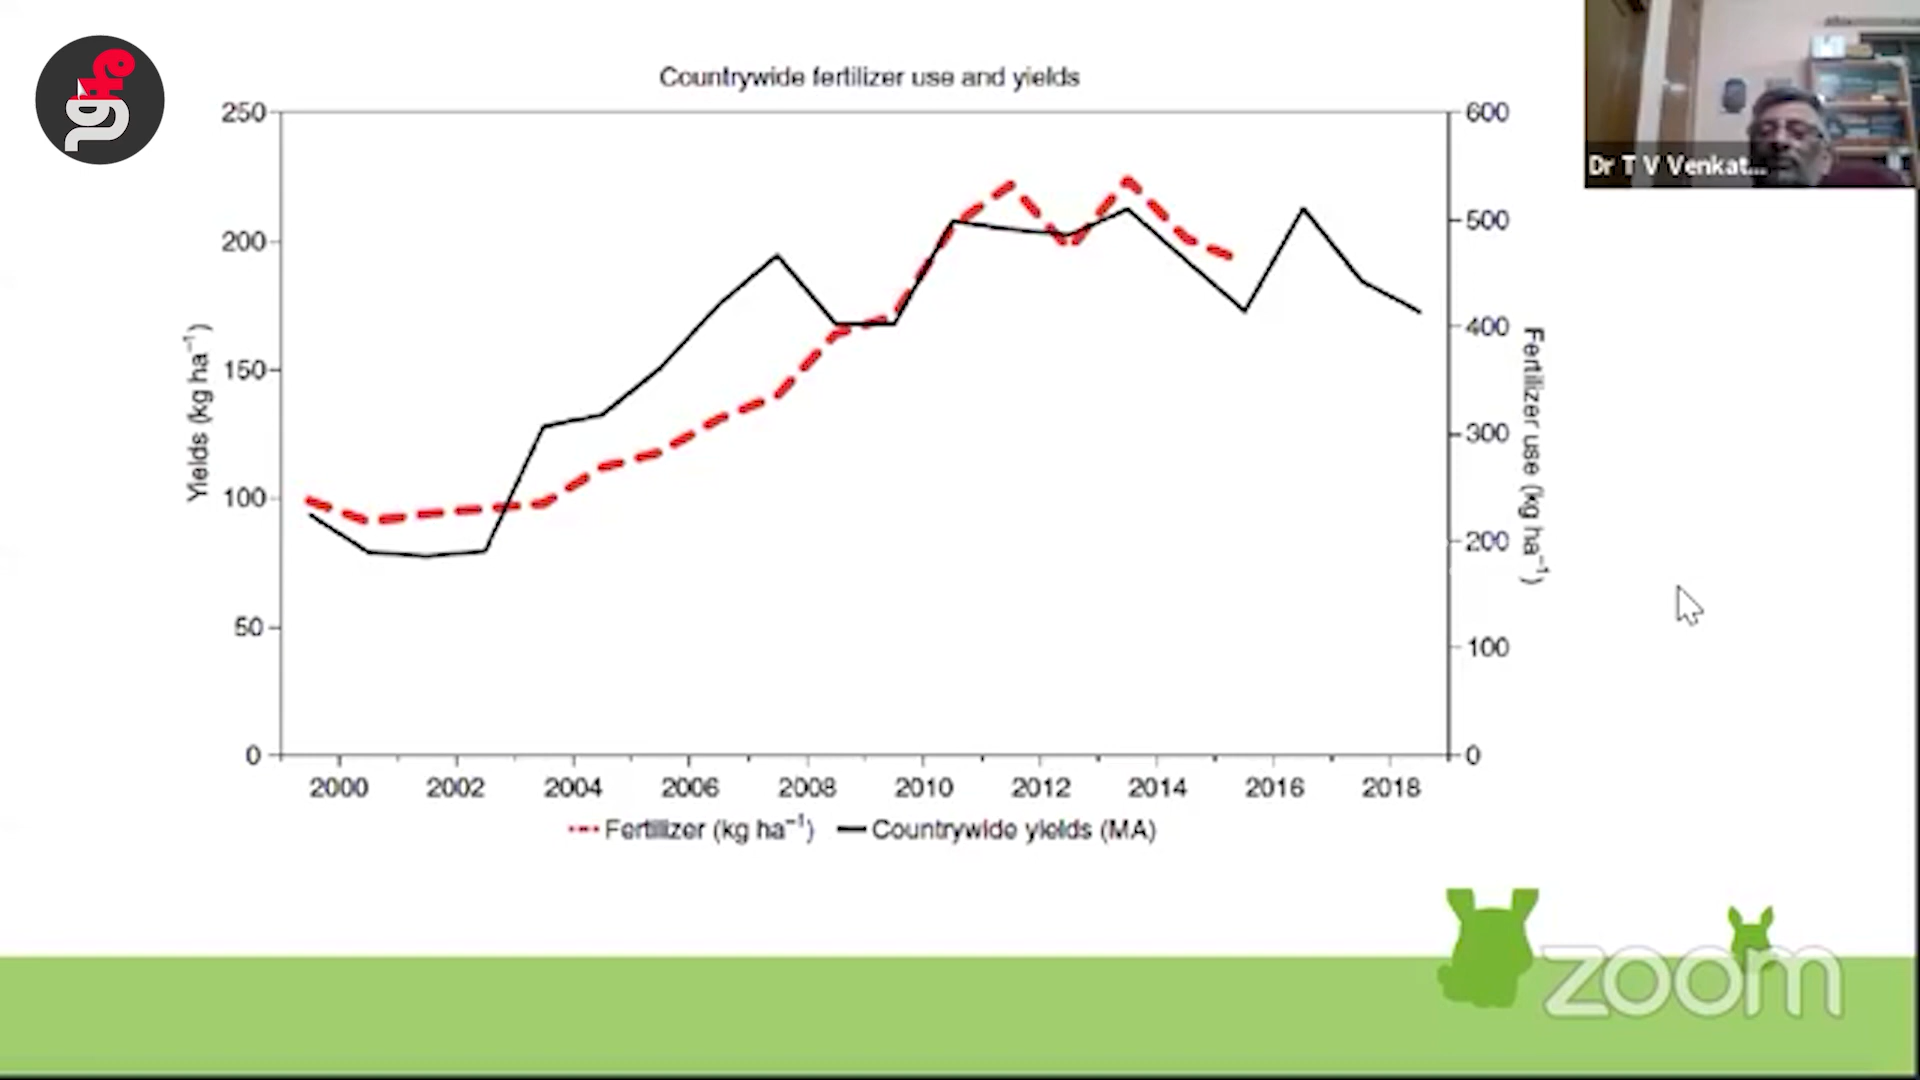 Countrywide fertilizer use and yields
250
200
150
100
50
0
Yields (kg ha⁻¹)
600
500
400
300
200
100
0
Fertilizer use (kg ha⁻¹)
2000 2002 2004 2006 2008 2010 2012 2014 2016 2018
Fertilizer (kg ha⁻¹) Countrywide yields (MA)
Dr T V Venkat...
zoom